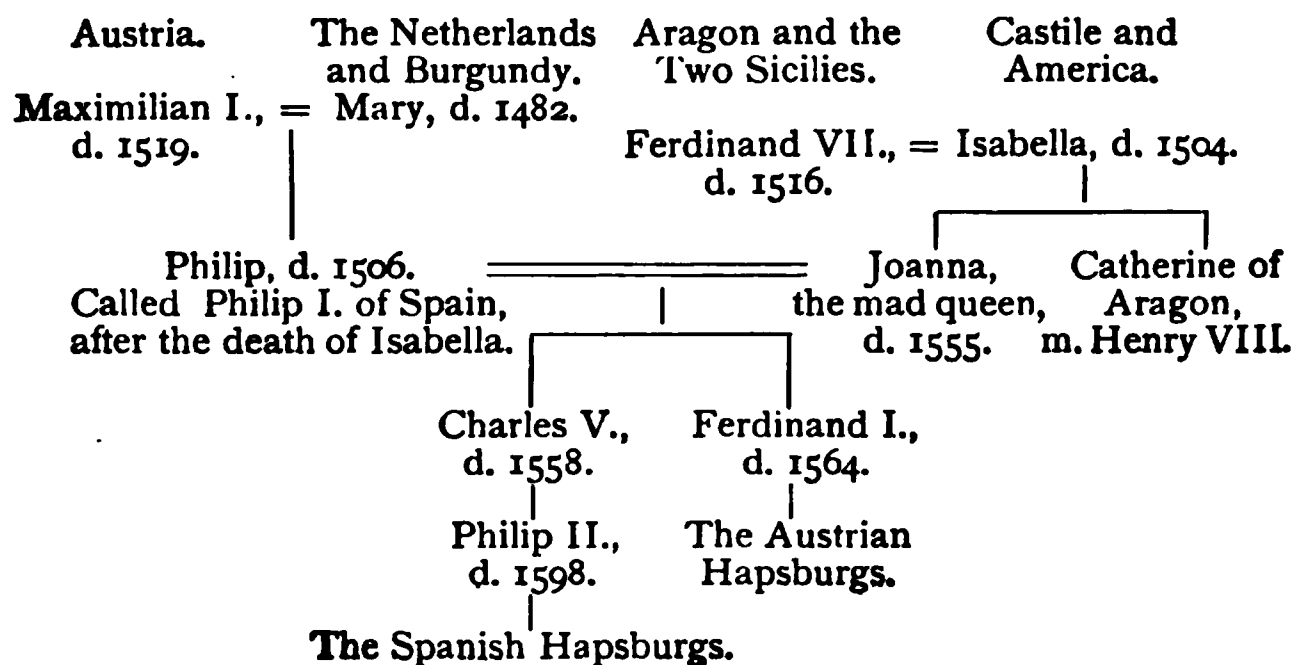 Austria. The Netherlands and Burgundy. Aragon and the Two Sicilies. Castile and America.
Maximilian I., = Mary, d. 1482.
d. 1519.
Ferdinand VII., = Isabella, d. 1504.
d. 1516.
Philip, d. 1506.
Called Philip I. of Spain,
after the death of Isabella.
Joanna,
the mad queen,
d. 1555.
Catherine of
Aragon,
m. Henry VIII.
Charles V.,
d. 1558.
Ferdinand I.,
d. 1564.
Philip II.,
d. 1598.
The Austrian
Hapsburgs.
The Spanish Hapsburgs.